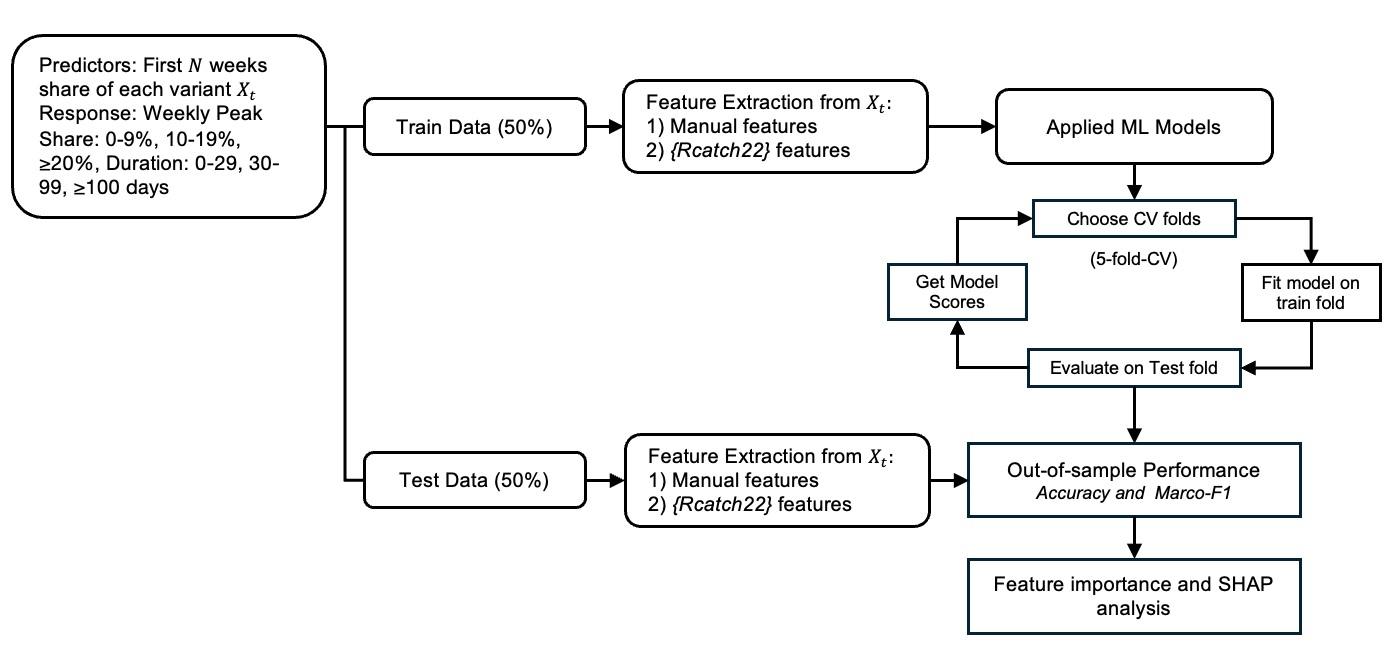 Predictors: First N weeks
share of each variant Xt
Response: Weekly Peak
Share: 0-9%, 10-19%,
≥20%, Duration: 0-29, 30-
99, ≥100 days
Train Data (50%)
Feature Extraction from Xt:
1) Manual features
2) {Rcatch22} features
Applied ML Models
Choose CV folds
(5-fold-CV)
Get Model
Scores
Fit model on
train fold
Evaluate on Test fold
Test Data (50%)
Feature Extraction from Xt:
1) Manual features
2) {Rcatch22} features
Out-of-sample Performance
Accuracy and Marco-F1
Feature importance and SHAP
analysis